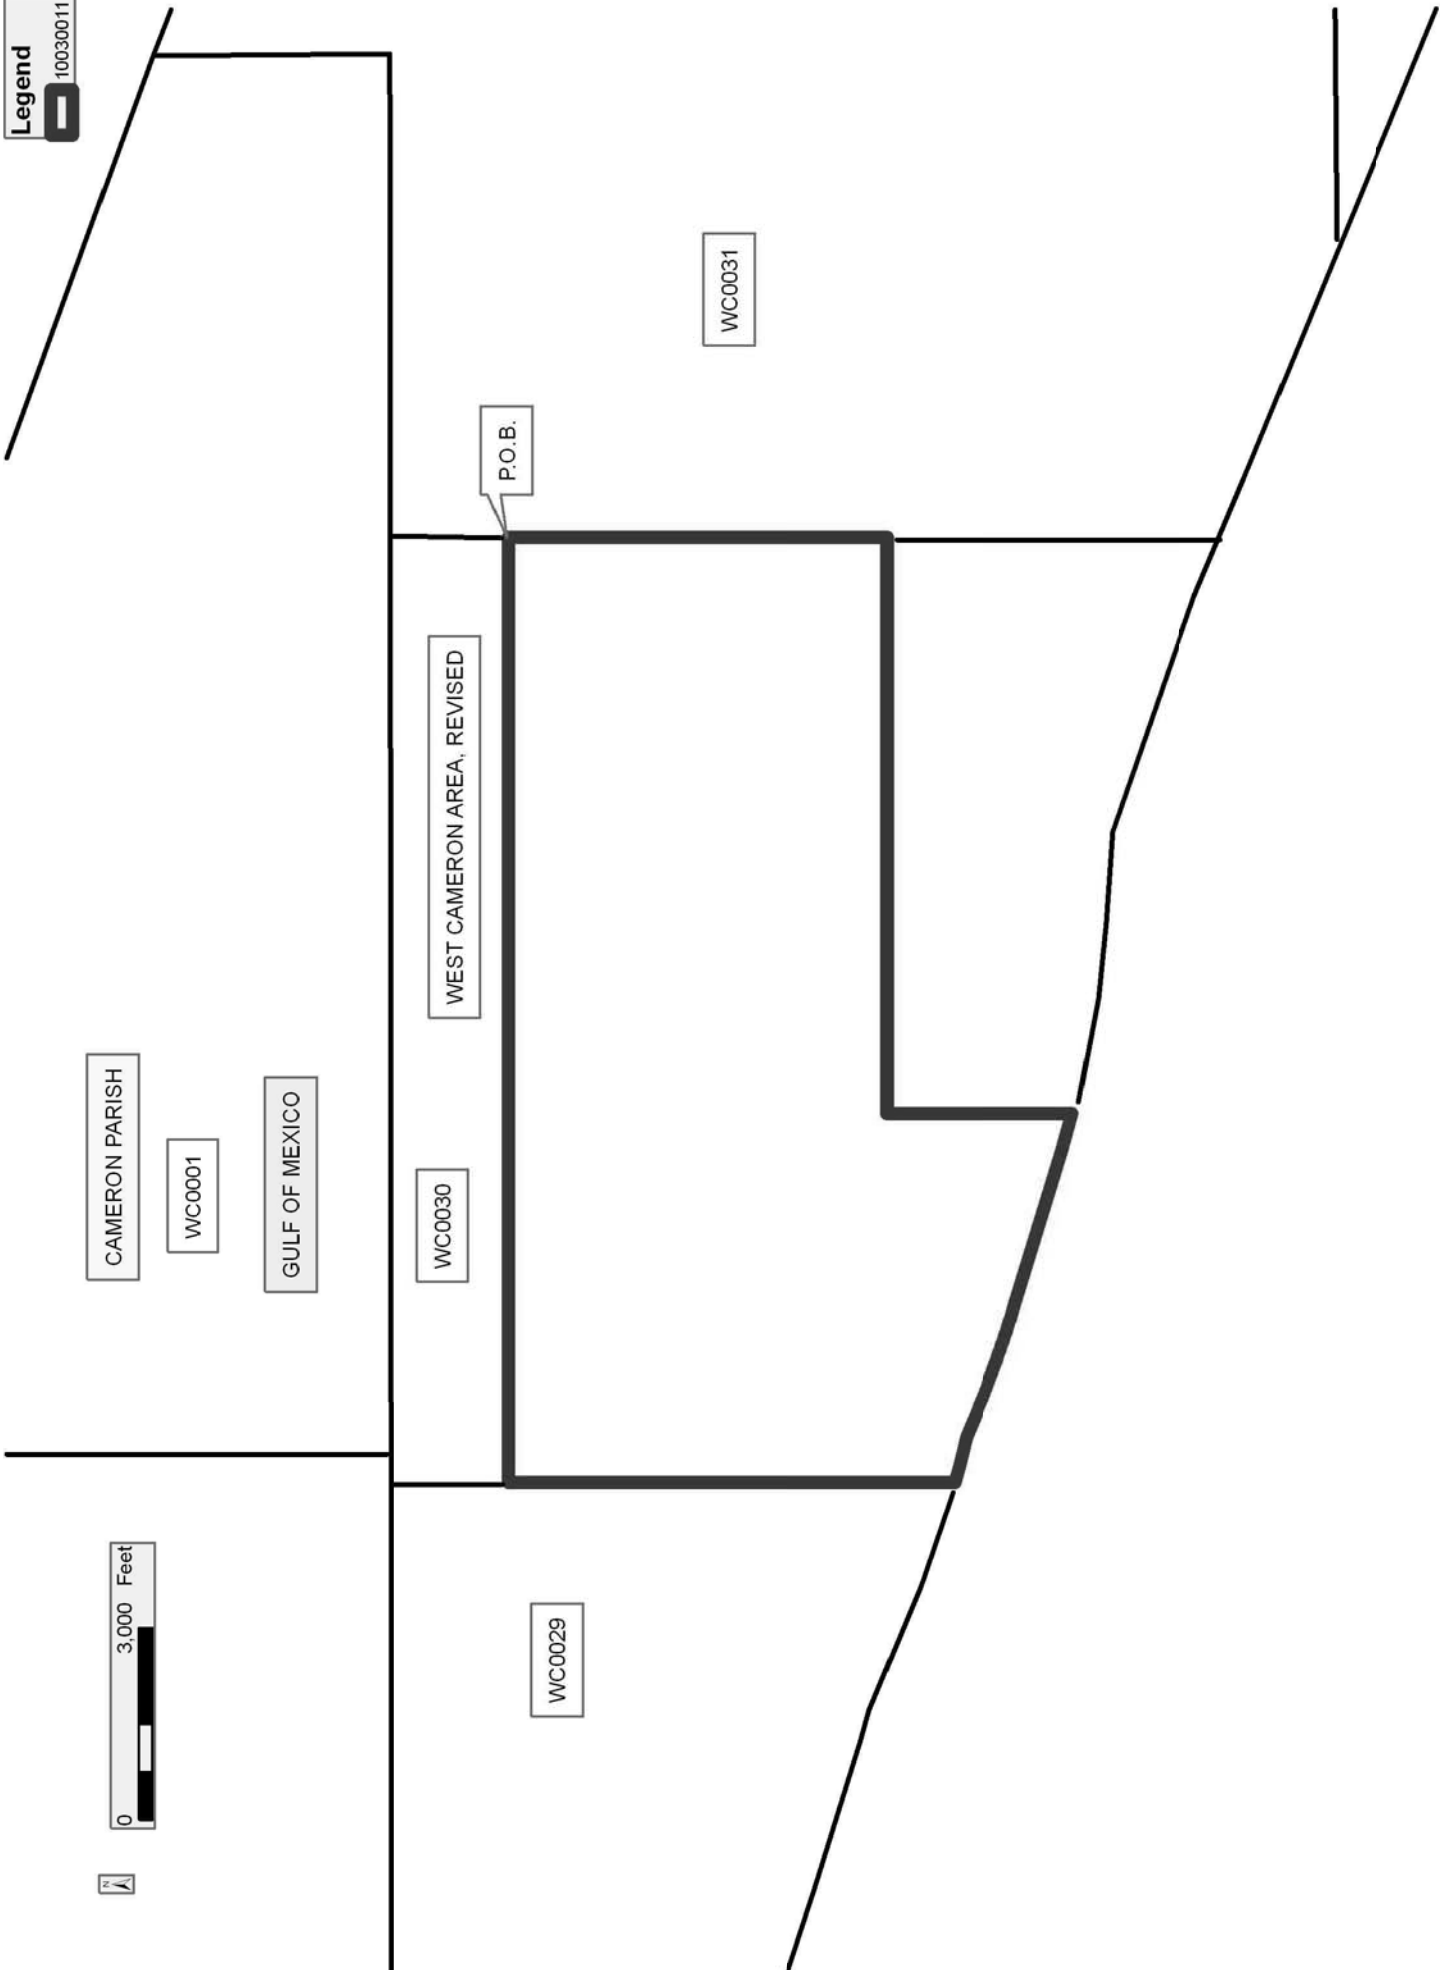 CAMERON PARISH
Legend
10030011
WC0001
0 3,000 Feet
N
GULF OF MEXICO
WC0030
WEST CAMERON AREA, REVISED
P.O.B.
WC0029
WC0031